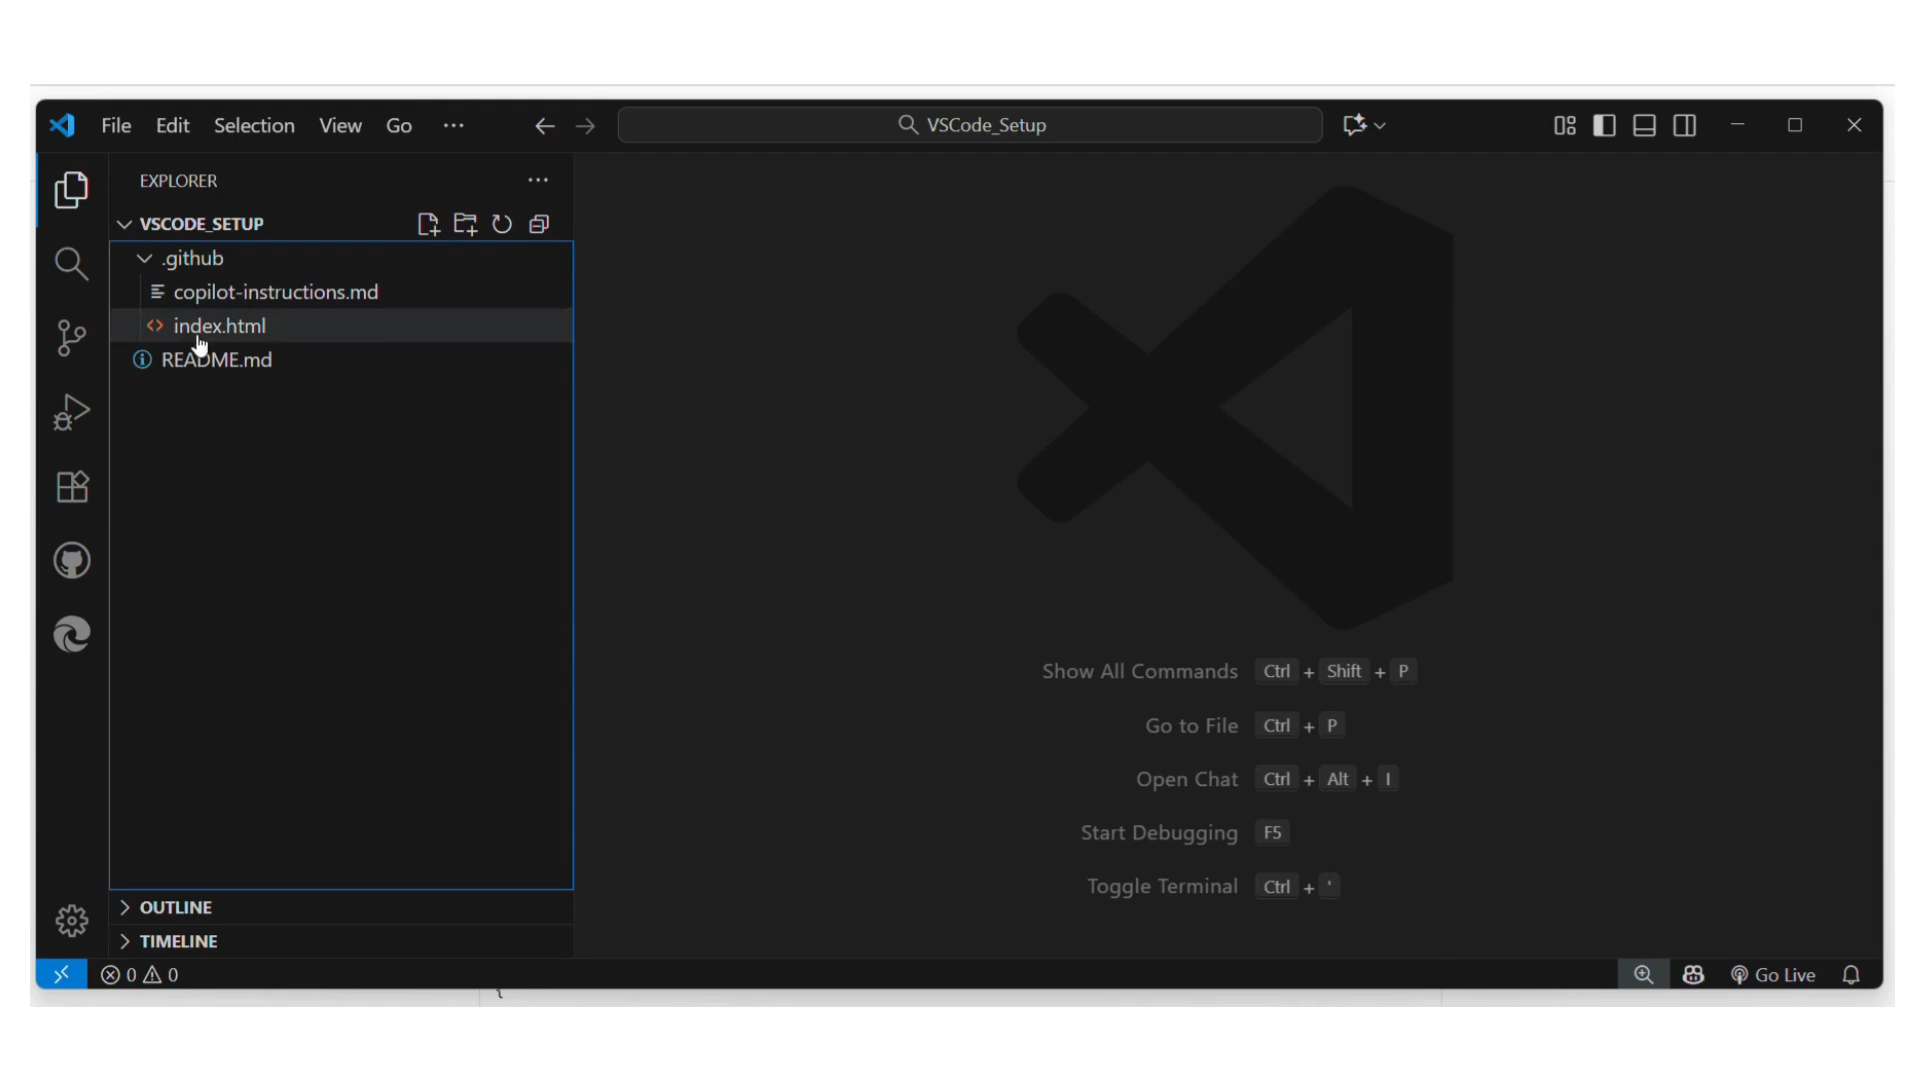 File Edit Selection View Go ···
VSCode_Setup
EXPLORER
VSCODE_SETUP
.github
copilot-instructions.md
index.html
README.md
Show All Commands Ctrl + Shift + P
Go to File Ctrl + P
Open Chat Ctrl + Alt + I
Start Debugging F5
Toggle Terminal Ctrl + '
OUTLINE
TIMELINE
0 0
Go Live